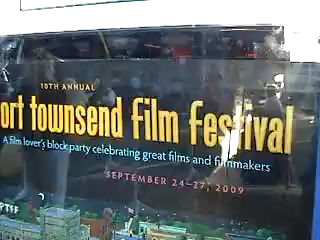 10TH ANNUAL
ort townsend film festival
A film lover's block party celebrating great films and filmmakers
SEPTEMBER 24-27, 2009
PTFF